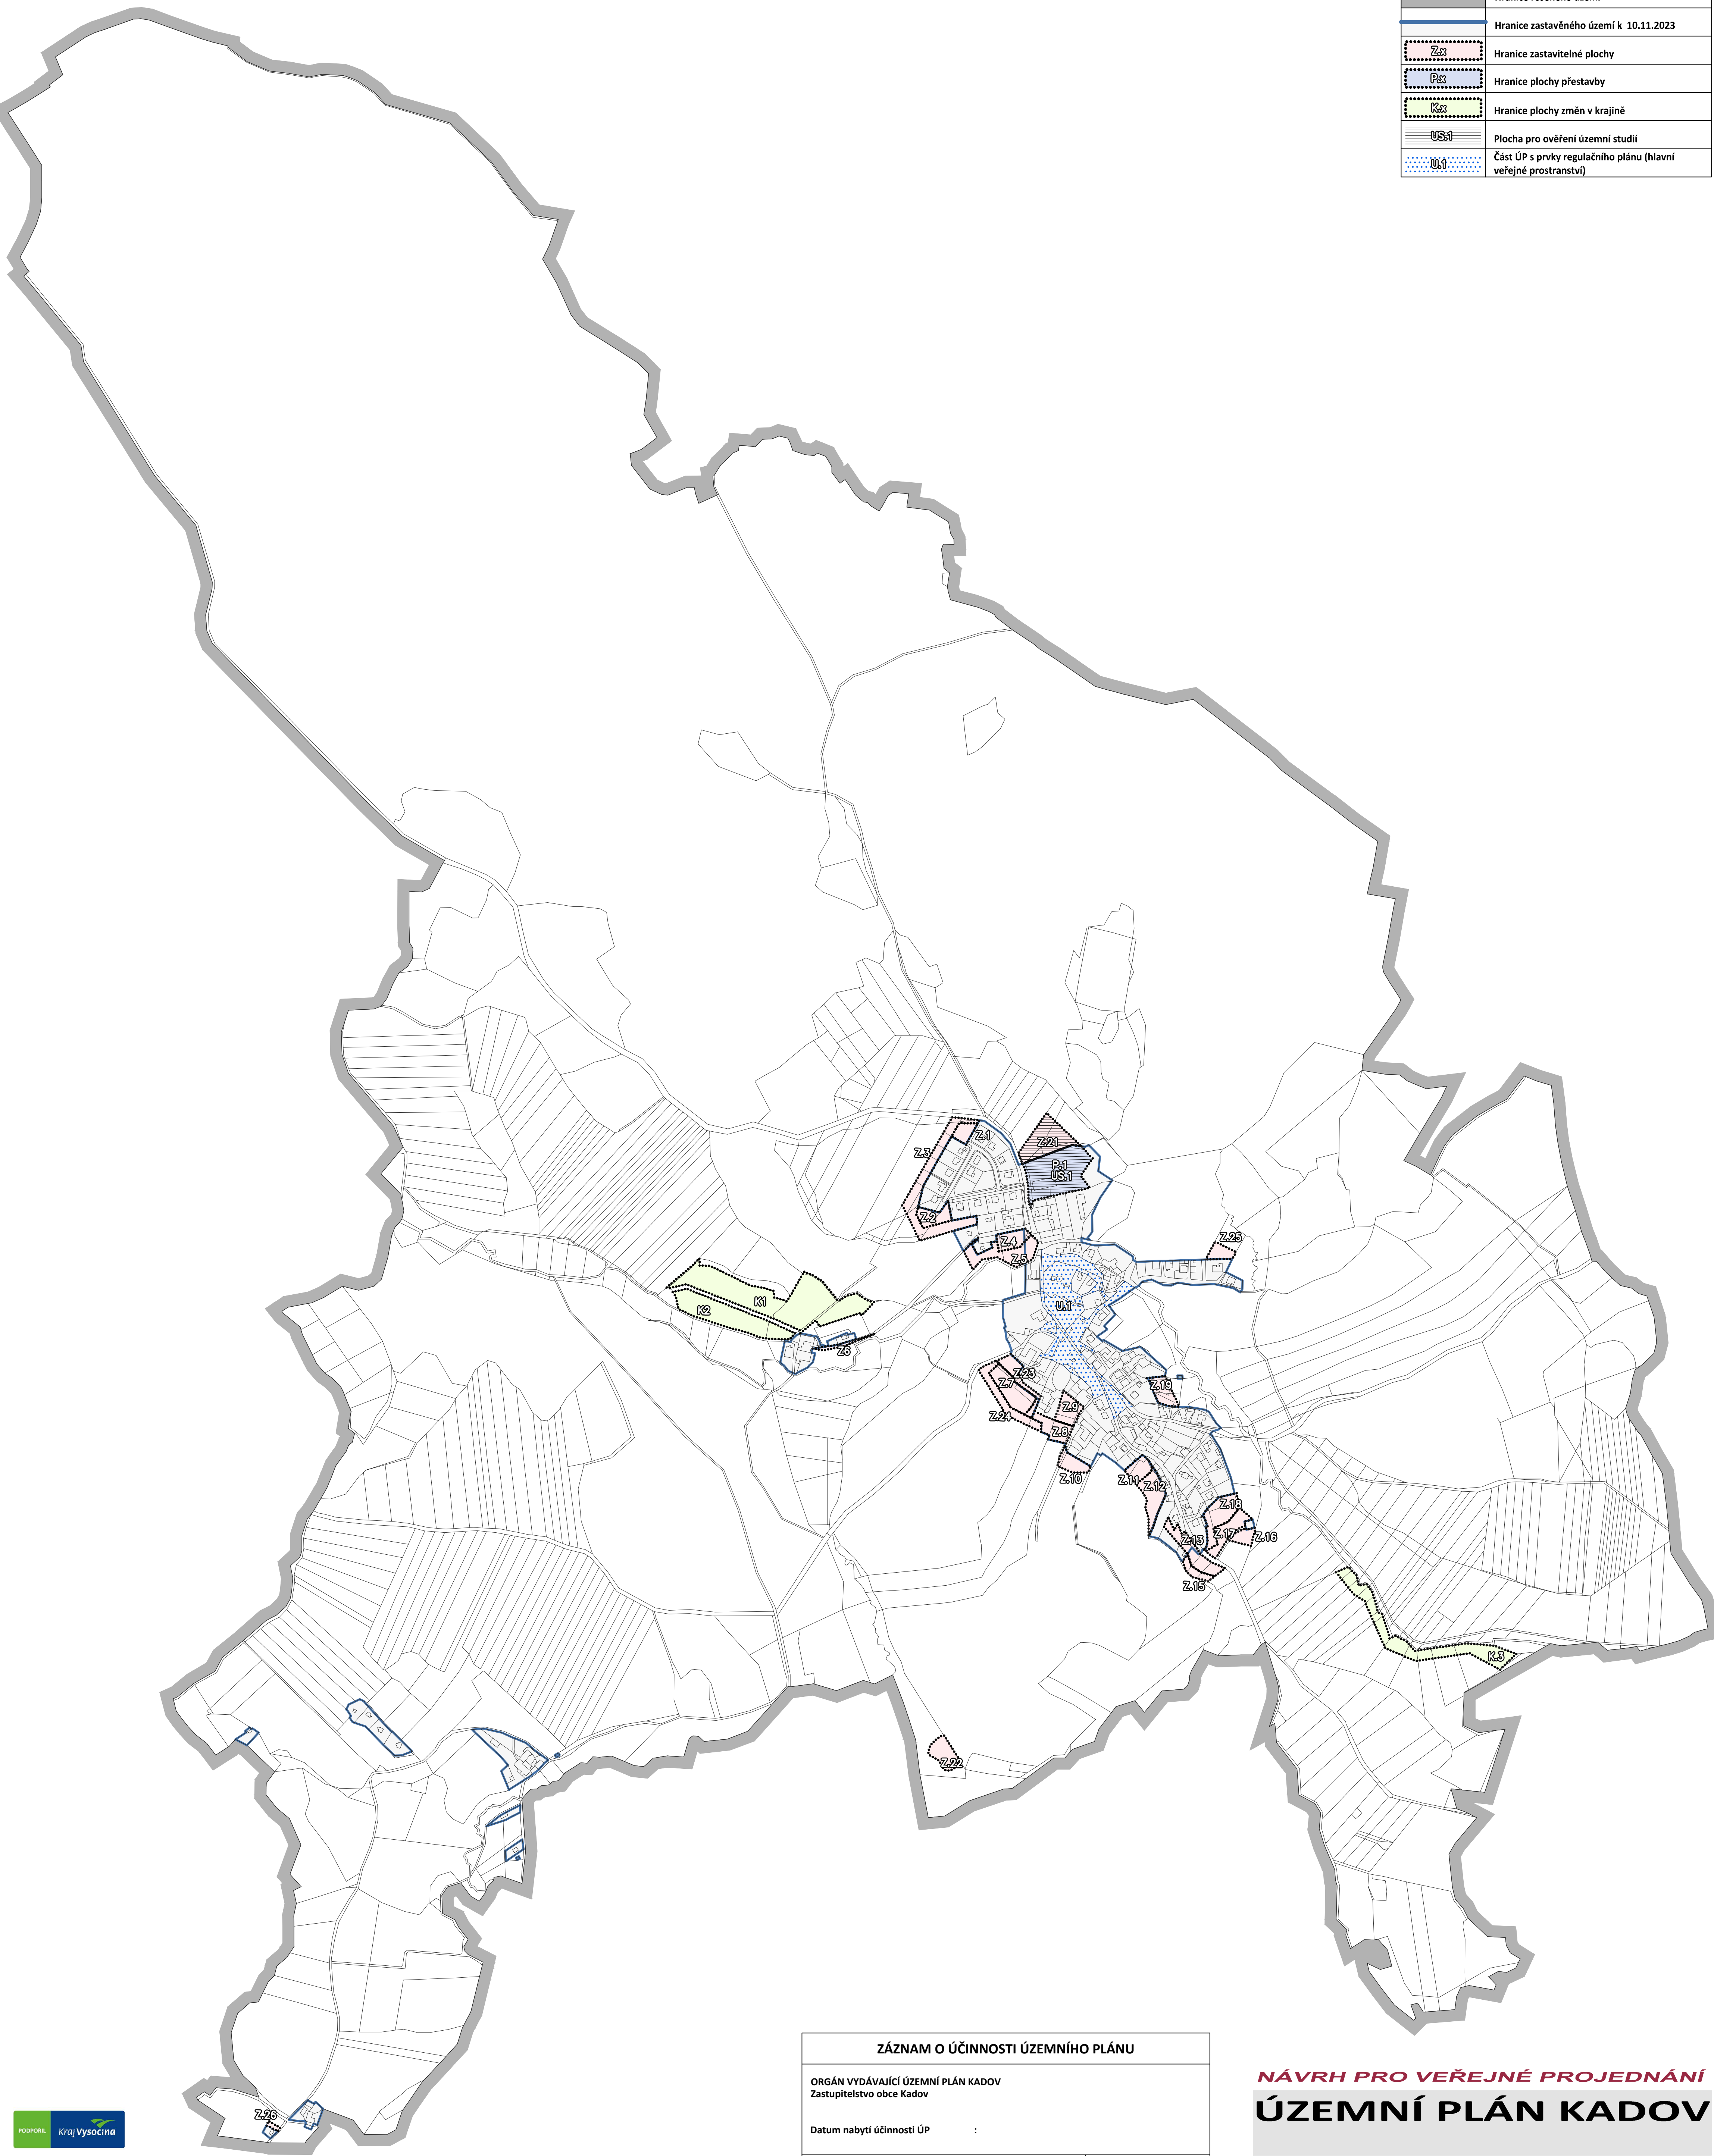 Hranice zastavěného území k 10.11.2023
Z.x
Hranice zastavitelné plochy
P.x
Hranice plochy přestavby
K.x
Hranice plochy změn v krajině
US.1
Plocha pro ověření územní studií
U.1
Část ÚP s prvky regulačního plánu (hlavní
veřejné prostranství)
Z.1
Z.21
Z.3
P.1
US.1
Z.2
Z.4
Z.25
Z.5
K1
U.1
K2
Z6
Z.23
Z.7
Z.19
Z.9
Z.24
Z.8
Z.10
Z.11
Z.12
Z.18
Z.17
Z.16
Z.13
Z.15
K.3
Z.22
Z.26
ZÁZNAM O ÚČINNOSTI ÚZEMNÍHO PLÁNU
ORGÁN VYDÁVAJÍCÍ ÚZEMNÍ PLÁN KADOV
Zastupitelstvo obce Kadov
Datum nabytí účinnosti ÚP :
NÁVRH PRO VEŘEJNÉ PROJEDNÁNÍ
ÚZEMNÍ PLÁN KADOV
PODPOŘIL
Kraj Vysočina